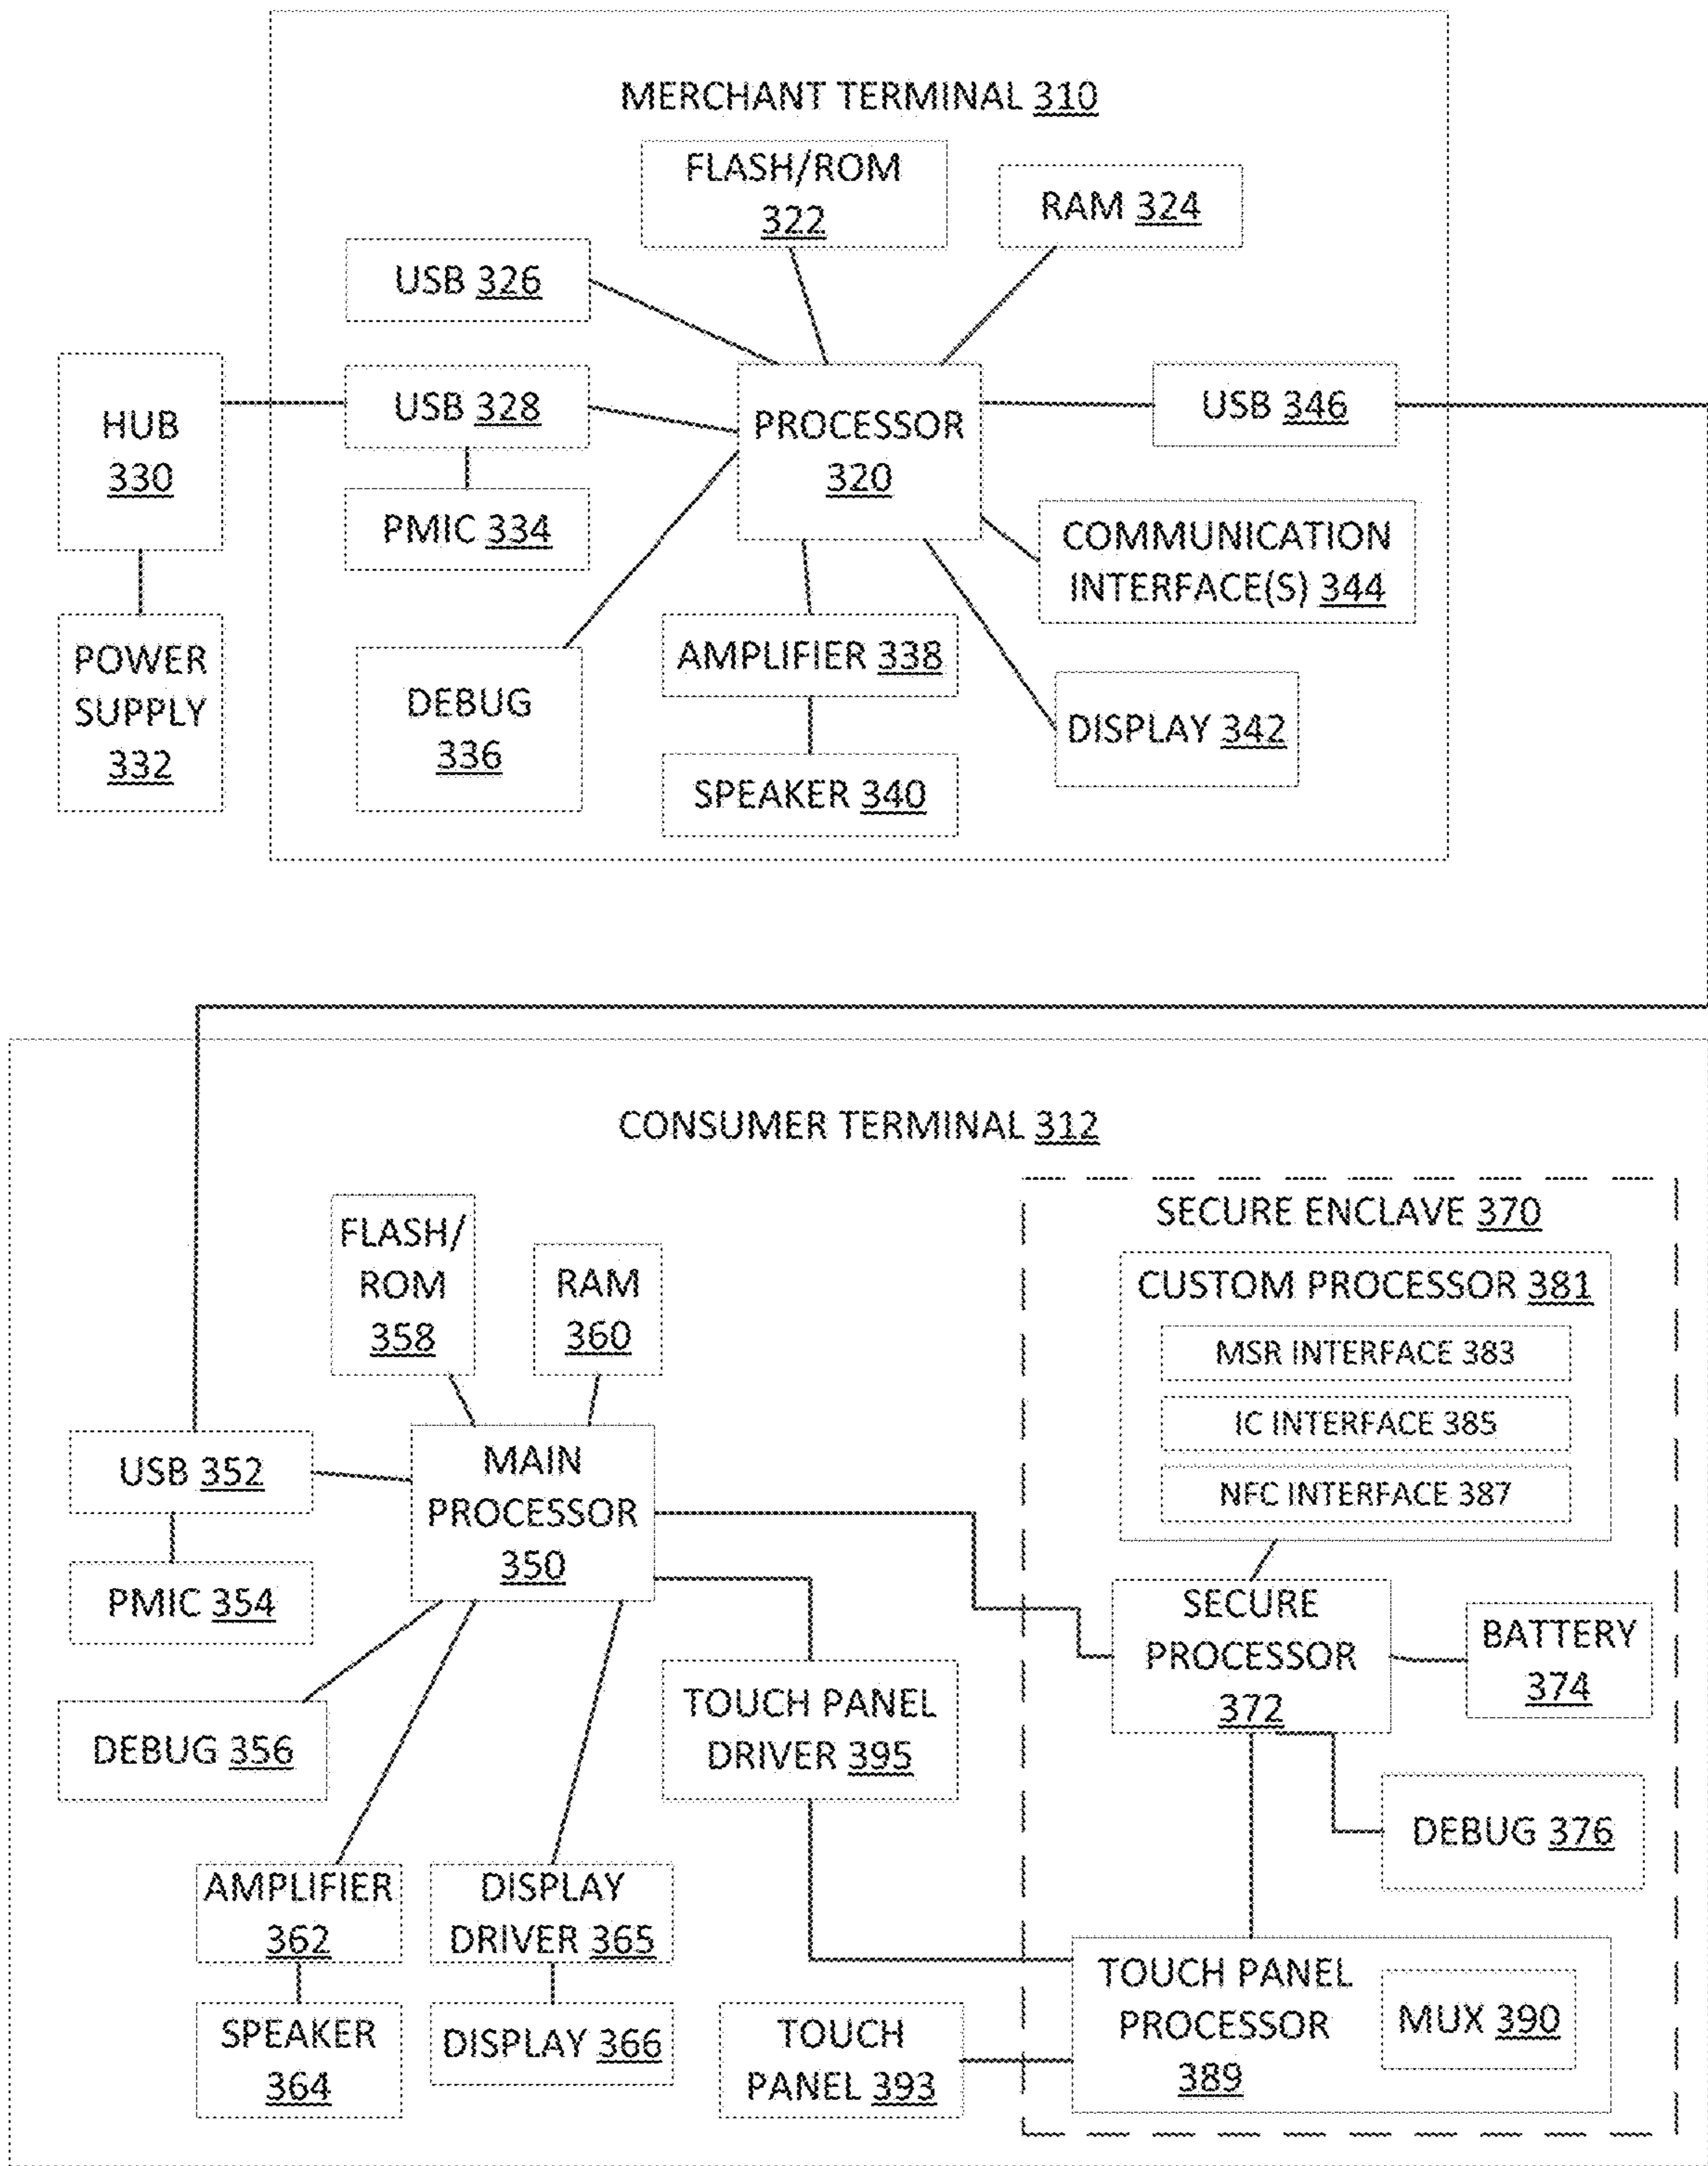 MERCHANT TERMINAL 310
FLASH/ROM
322
RAM 324
USB 326
HUB
330
USB 328
PROCESSOR
320
USB 346
PMIC 334
COMMUNICATION
INTERFACE(S) 344
POWER
SUPPLY
332
DEBUG
336
AMPLIFIER 338
DISPLAY 342
SPEAKER 340
CONSUMER TERMINAL 312
FLASH/
ROM
358
RAM
360
SECURE ENCLAVE 370
CUSTOM PROCESSOR 381
MSR INTERFACE 383
IC INTERFACE 385
NFC INTERFACE 387
USB 352
MAIN
PROCESSOR
350
PMIC 354
SECURE
PROCESSOR
372
BATTERY
374
DEBUG 356
TOUCH PANEL
DRIVER 395
DEBUG 376
AMPLIFIER
362
DISPLAY
DRIVER 365
SPEAKER
364
DISPLAY 366
TOUCH
PANEL 393
TOUCH PANEL
PROCESSOR
389
MUX 390